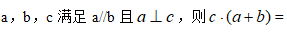 a，b，c 满足 a//b 且 a ⊥ c，则 c·(a+b) =